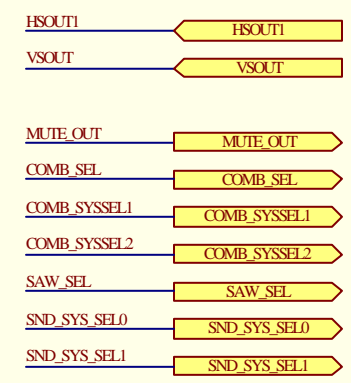 HSOUT1 HSOUT1
VSOUT VSOUT
MUTE_OUT MUTE_OUT
COMB_SEL COMB_SEL
COMB_SYSSEL1 COMB_SYSSEL1
COMB_SYSSEL2 COMB_SYSSEL2
SAW_SEL SAW_SEL
SND_SYS_SEL0 SND_SYS_SEL0
SND_SYS_SEL1 SND_SYS_SEL1